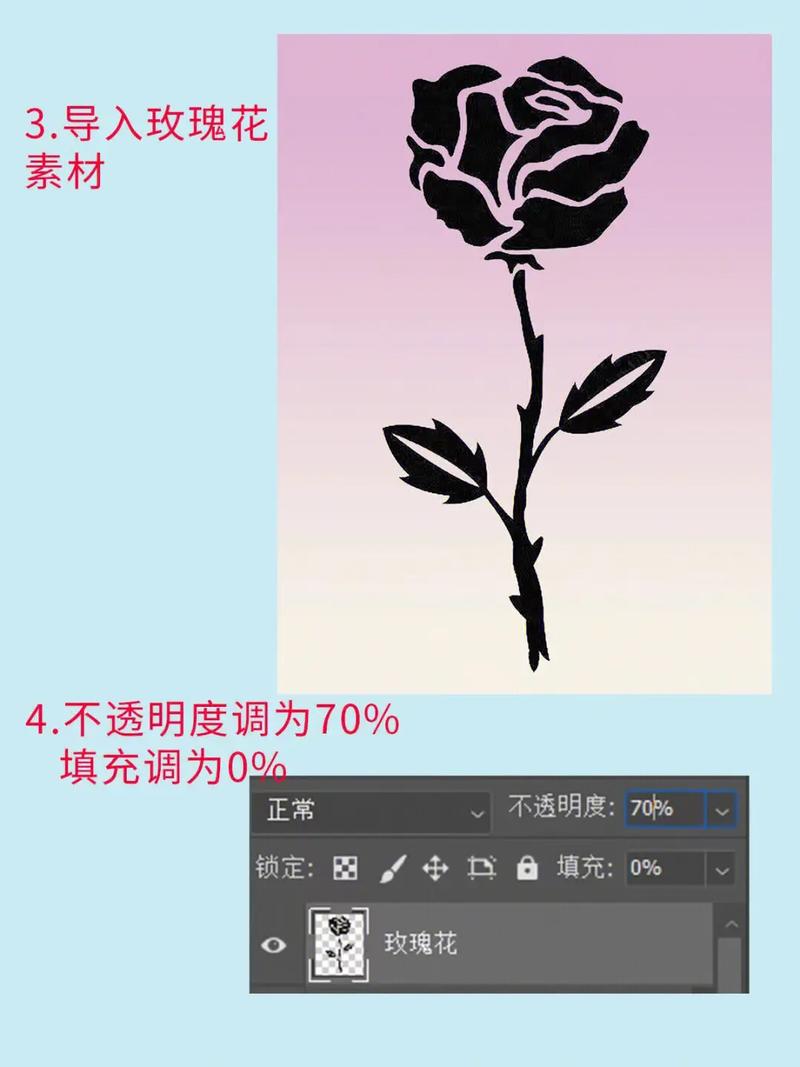 3.导入玫瑰花
素材
4.不透明度调为70%
填充调为0%
正常 不透明度: 70%
锁定: 填充: 0%
玫瑰花